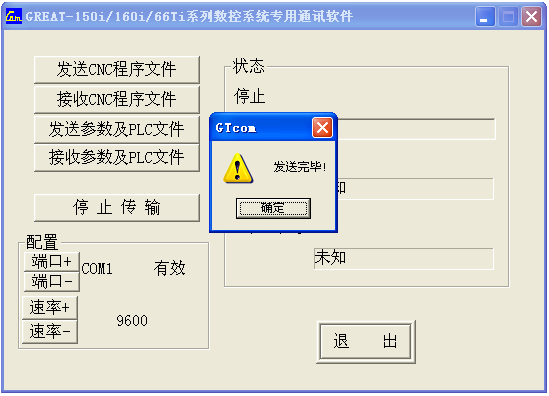 GREAT-150i/160i/66Ti系列数控系统专用通讯软件
发送CNC程序文件
接收CNC程序文件
发送参数及PLC文件
接收参数及PLC文件
停 止 传 输
配置
端口+
端口-
COM1
有效
速率+
速率-
9600
状态
停止
GTcom
发送完毕!
确定
知
未知
退 出